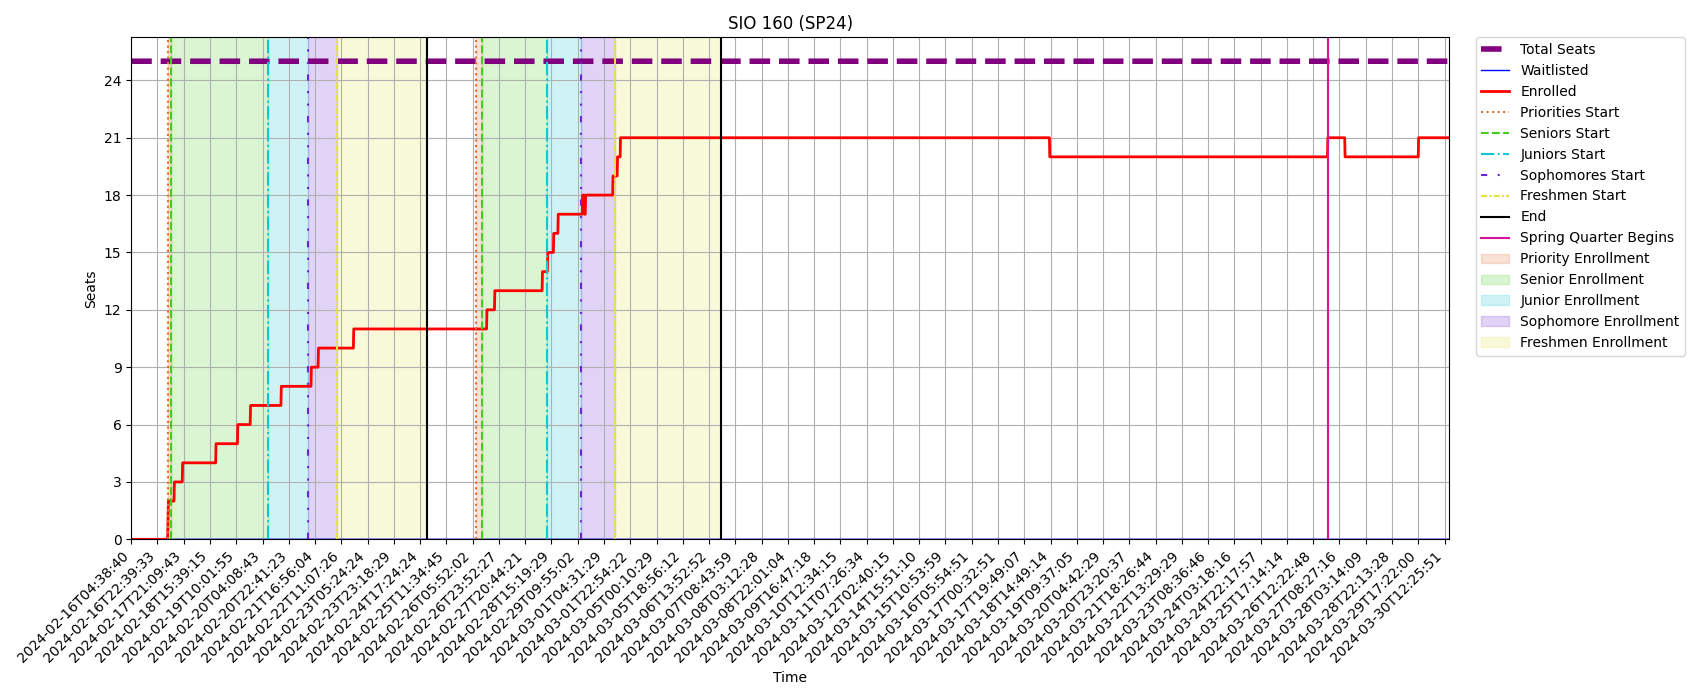 SIO 160 (SP24)
Seats
24
21
18
15
12
9
6
3
0
2024-02-16T04:38:40
2024-02-16T22:39:33
2024-02-17T21:09:43
2024-02-18T15:39:15
2024-02-19T10:01:55
2024-02-20T04:08:43
2024-02-20T22:41:23
2024-02-21T16:56:04
2024-02-22T11:07:26
2024-02-23T05:24:24
2024-02-23T23:18:29
2024-02-24T17:24:24
2024-02-25T11:34:45
2024-02-26T05:52:02
2024-02-26T23:52:27
2024-02-27T20:44:21
2024-02-28T15:19:29
2024-02-29T09:55:02
2024-03-01T04:31:29
2024-03-01T22:54:22
2024-03-05T00:10:29
2024-03-05T18:56:12
2024-03-06T13:52:52
2024-03-07T08:43:59
2024-03-08T03:12:28
2024-03-08T22:01:04
2024-03-09T16:47:18
2024-03-10T12:34:15
2024-03-11T07:26:34
2024-03-12T02:40:15
2024-03-14T15:51:10
2024-03-15T10:53:59
2024-03-16T05:54:51
2024-03-17T00:32:51
2024-03-17T19:49:07
2024-03-18T14:49:14
2024-03-19T09:37:05
2024-03-20T04:42:29
2024-03-20T23:20:37
2024-03-21T18:26:44
2024-03-22T13:29:29
2024-03-23T08:36:46
2024-03-24T03:18:16
2024-03-24T22:17:57
2024-03-25T17:14:14
2024-03-26T12:22:48
2024-03-27T08:27:16
2024-03-28T03:14:09
2024-03-28T22:13:28
2024-03-29T17:22:00
2024-03-30T12:25:51
Time
Total Seats
Waitlisted
Enrolled
Priorities Start
Seniors Start
Juniors Start
Sophomores Start
Freshmen Start
End
Spring Quarter Begins
Priority Enrollment
Senior Enrollment
Junior Enrollment
Sophomore Enrollment
Freshmen Enrollment